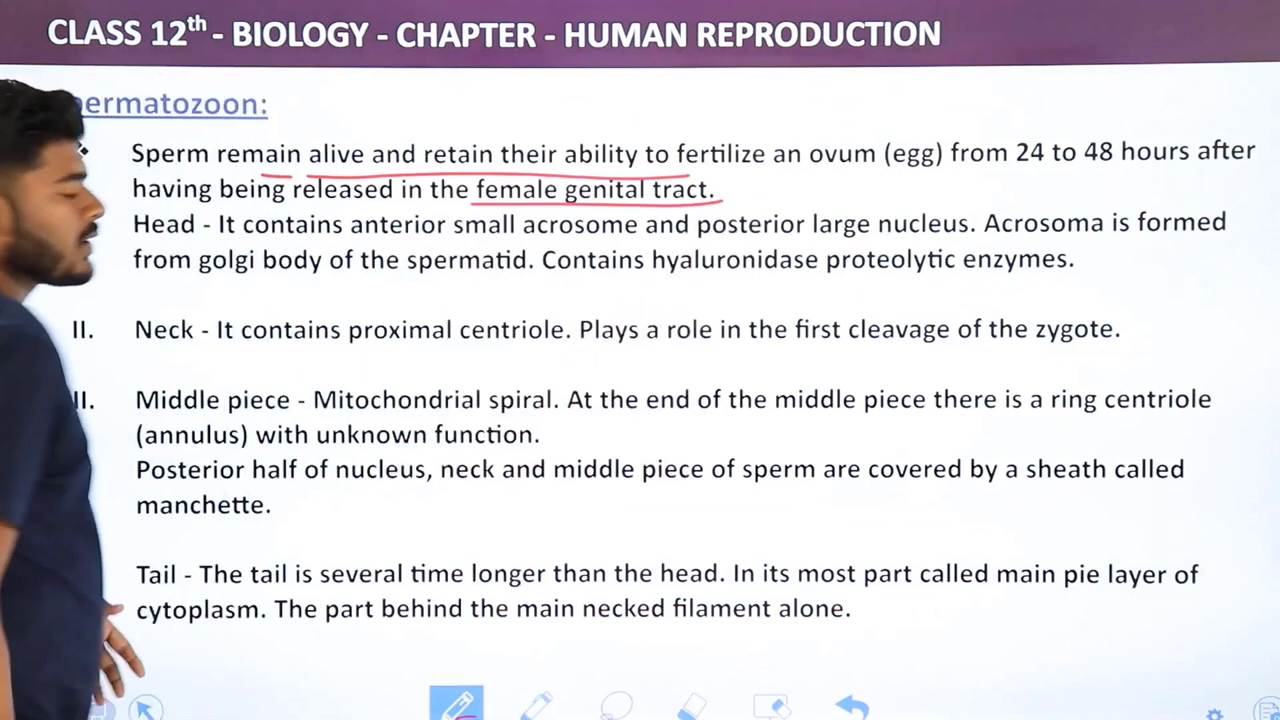 CLASS 12th - BIOLOGY - CHAPTER - HUMAN REPRODUCTION
permatozoon:
Sperm remain alive and retain their ability to fertilize an ovum (egg) from 24 to 48 hours after
having being released in the female genital tract.
Head - It contains anterior small acrosome and posterior large nucleus. Acrosoma is formed
from golgi body of the spermatid. Contains hyaluronidase proteolytic enzymes.
II. Neck - It contains proximal centriole. Plays a role in the first cleavage of the zygote.
II. Middle piece - Mitochondrial spiral. At the end of the middle piece there is a ring centriole
(annulus) with unknown function.
Posterior half of nucleus, neck and middle piece of sperm are covered by a sheath called
manchette.
Tail - The tail is several time longer than the head. In its most part called main pie layer of
cytoplasm. The part behind the main necked filament alone.